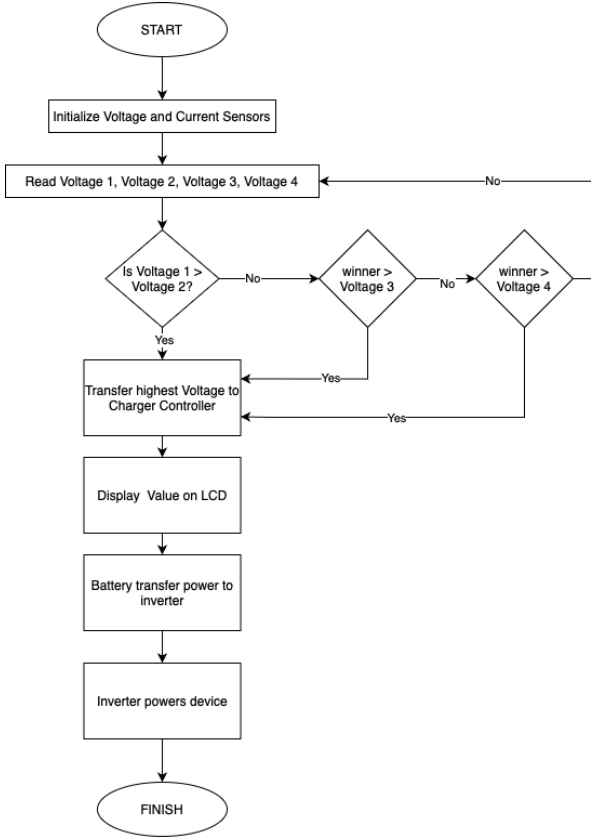 START
Initialize Voltage and Current Sensors
Read Voltage 1, Voltage 2, Voltage 3, Voltage 4
No
Is Voltage 1 >
Voltage 2?
No
winner >
Voltage 3
No
winner >
Voltage 4
Yes
Transfer highest Voltage to
Charger Controller
Yes
Yes
Display Value on LCD
Battery transfer power to
inverter
Inverter powers device
FINISH